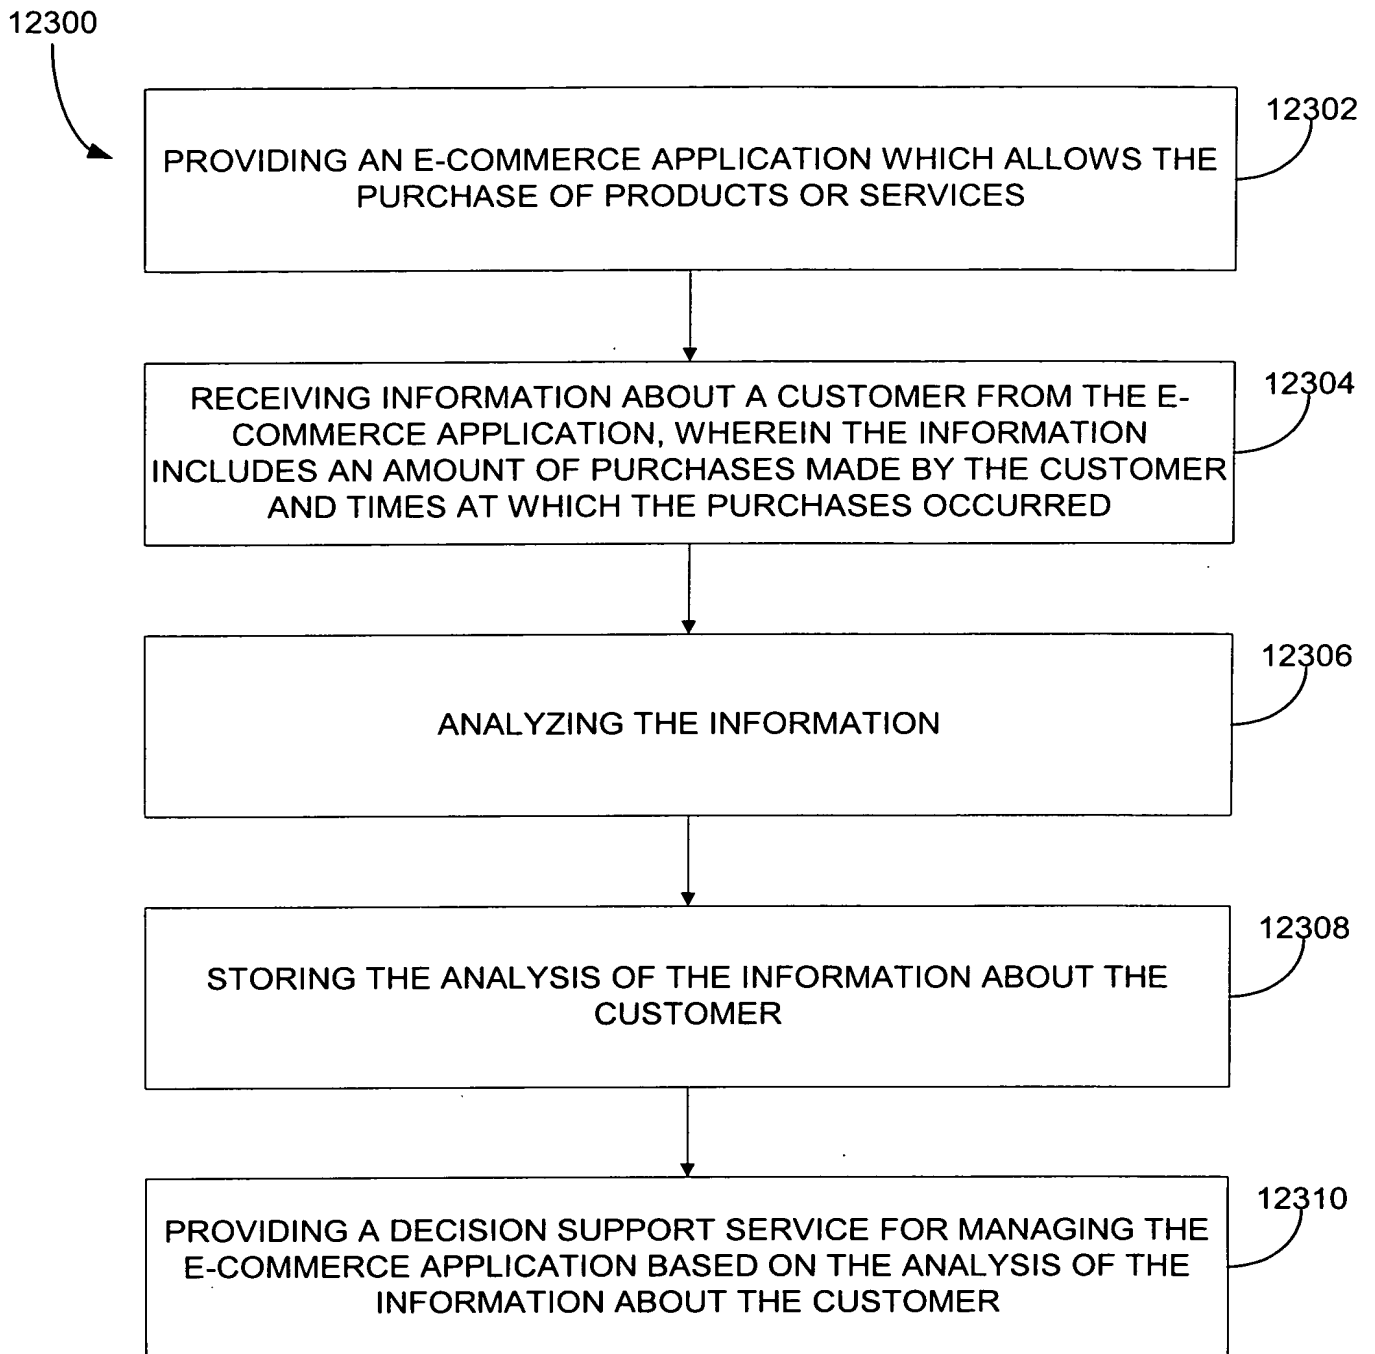 12300
12302
PROVIDING AN E-COMMERCE APPLICATION WHICH ALLOWS THE
PURCHASE OF PRODUCTS OR SERVICES
12304
RECEIVING INFORMATION ABOUT A CUSTOMER FROM THE E-
COMMERCE APPLICATION, WHEREIN THE INFORMATION
INCLUDES AN AMOUNT OF PURCHASES MADE BY THE CUSTOMER
AND TIMES AT WHICH THE PURCHASES OCCURRED
12306
ANALYZING THE INFORMATION
12308
STORING THE ANALYSIS OF THE INFORMATION ABOUT THE
CUSTOMER
12310
PROVIDING A DECISION SUPPORT SERVICE FOR MANAGING THE
E-COMMERCE APPLICATION BASED ON THE ANALYSIS OF THE
INFORMATION ABOUT THE CUSTOMER